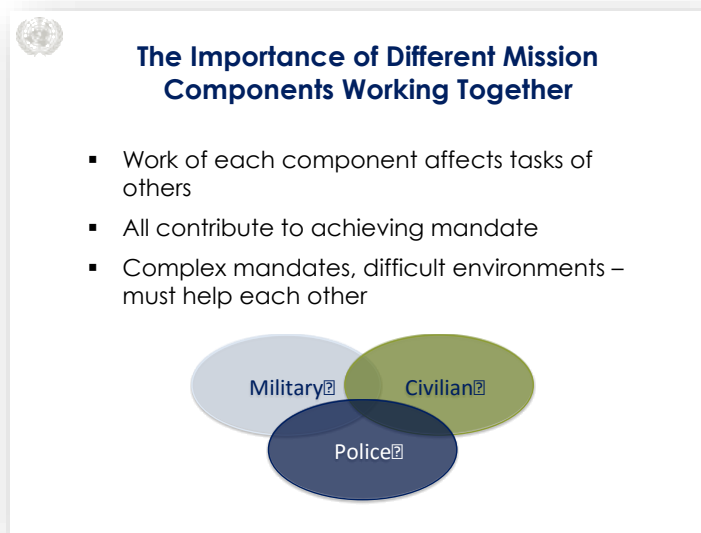 The Importance of Different Mission
Components Working Together
▪ Work of each component affects tasks of
others
▪ All contribute to achieving mandate
▪ Complex mandates, difficult environments –
must help each other
Military⍰
Civilian⍰
Police⍰